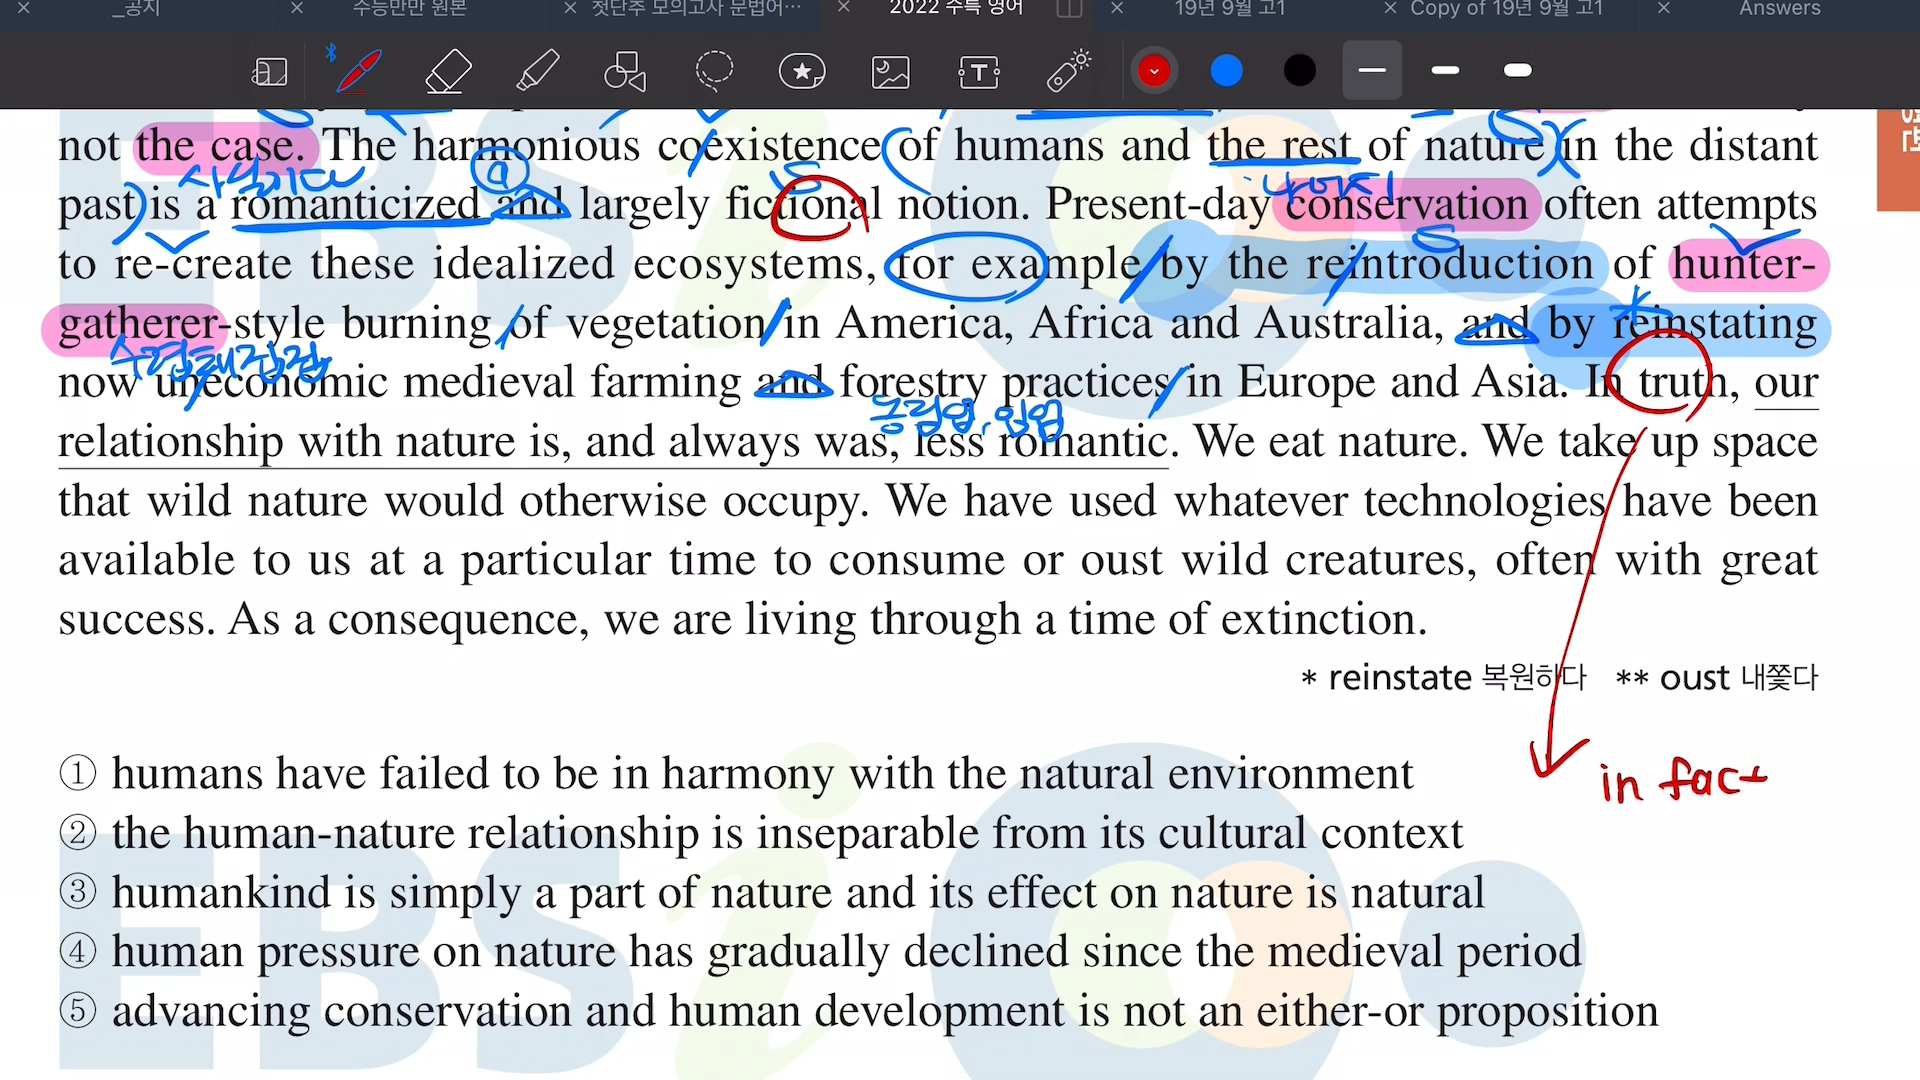 _공지
수능만만 원본
첫단추 모의고사 문법어…
2022 수특 영어
19년 9월 고1
Copy of 19년 9월 고1
Answers
not the case. The harmonious coexistence of humans and the rest of nature in the distant
past is a romanticized and largely fictional notion. Present-day conservation often attempts
to re-create these idealized ecosystems, for example by the reintroduction of hunter-
수렵채집
gatherer-style burning of vegetation in America, Africa and Australia, and by reinstating
now uneconomic medieval farming and forestry practices in Europe and Asia. In truth, our
relationship with nature is, and always was, less romantic. We eat nature. We take up space
that wild nature would otherwise occupy. We have used whatever technologies have been
available to us at a particular time to consume or oust wild creatures, often with great
success. As a consequence, we are living through a time of extinction.
* reinstate 복원하다 ** oust 내쫓다
① humans have failed to be in harmony with the natural environment
in fact
② the human-nature relationship is inseparable from its cultural context
③ humankind is simply a part of nature and its effect on nature is natural
④ human pressure on nature has gradually declined since the medieval period
⑤ advancing conservation and human development is not an either-or proposition
EBSi